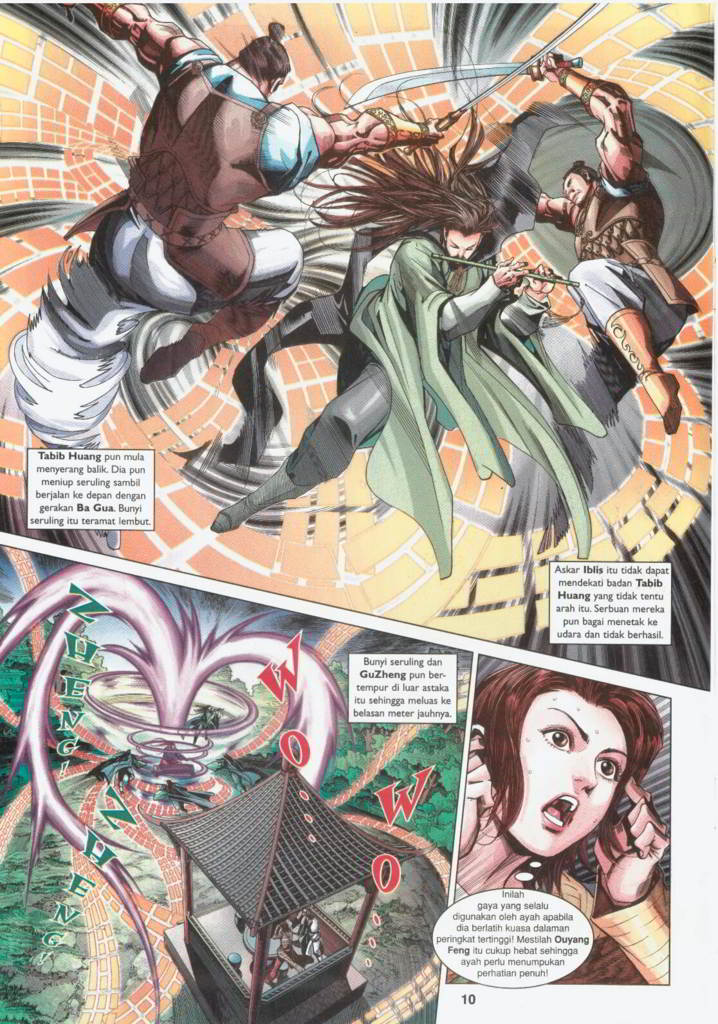 Tabib Huang pun mula
menyerang balik. Dia pun
meniup seruling sambil
berjalan ke depan dengan
gerakan Ba Gua. Bunyi
seruling itu teramat lembut.
Askar Iblis itu tidak dapat
mendekati badan Tabib
Huang yang tidak tentu
arah itu. Serbuan mereka
pun bagai menetak ke
udara dan tidak berhasil.
ZHENG!
ZHENG!
WO...
WO...
Bunyi seruling dan
GuZheng pun ber-
tempur di luar astaka
itu sehingga meluas ke
belasan meter jauhnya.
Inilah
gaya yang selalu
digunakan oleh ayah apabila
dia berlatih kuasa dalaman
peringkat tertinggi! Mestilah Ouyang
Feng itu cukup hebat sehingga
ayah perlu menumpukan
perhatian penuh!
10